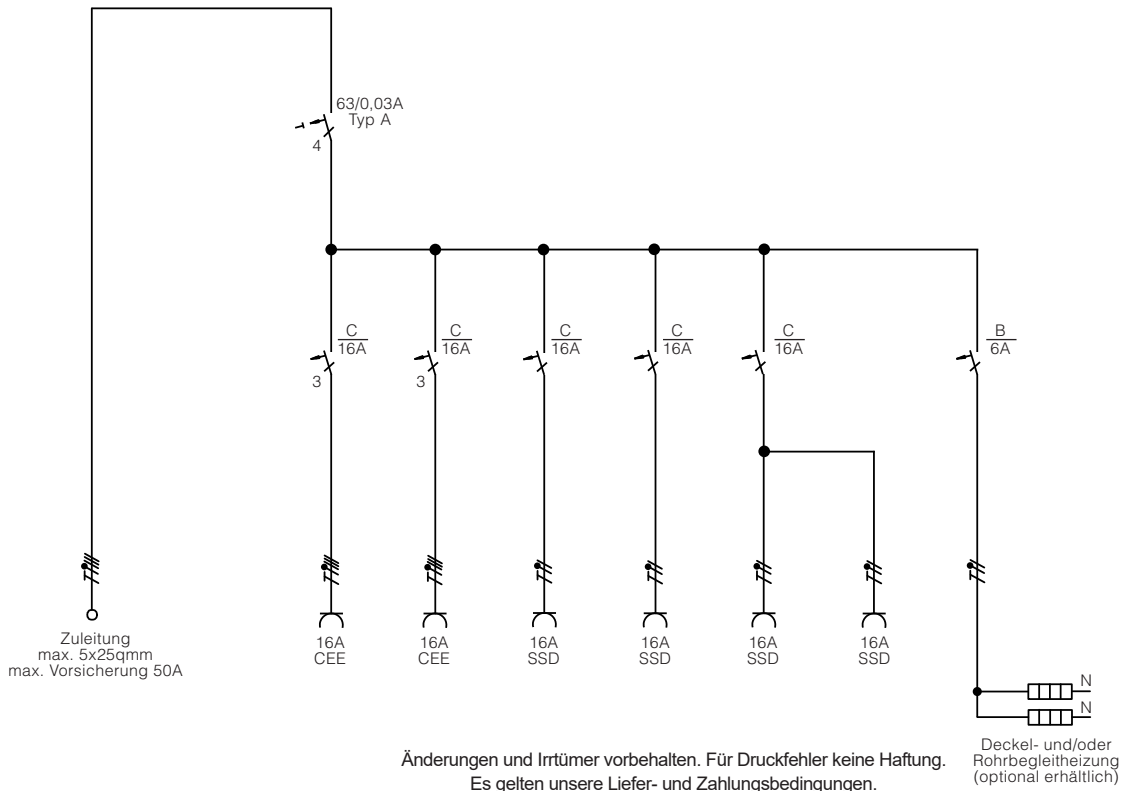 63/0,03A
Typ A
4
C
16A
3
C
16A
3
C
16A
C
16A
C
16A
B
6A
Zuleitung
max. 5x25qmm
max. Vorsicherung 50A
16A
CEE
16A
CEE
16A
SSD
16A
SSD
16A
SSD
16A
SSD
N
N
Deckel- und/oder
Rohrbegleitheizung
(optional erhältlich)
Änderungen und Irrtümer vorbehalten. Für Druckfehler keine Haftung.
Es gelten unsere Liefer- und Zahlungsbedingungen.